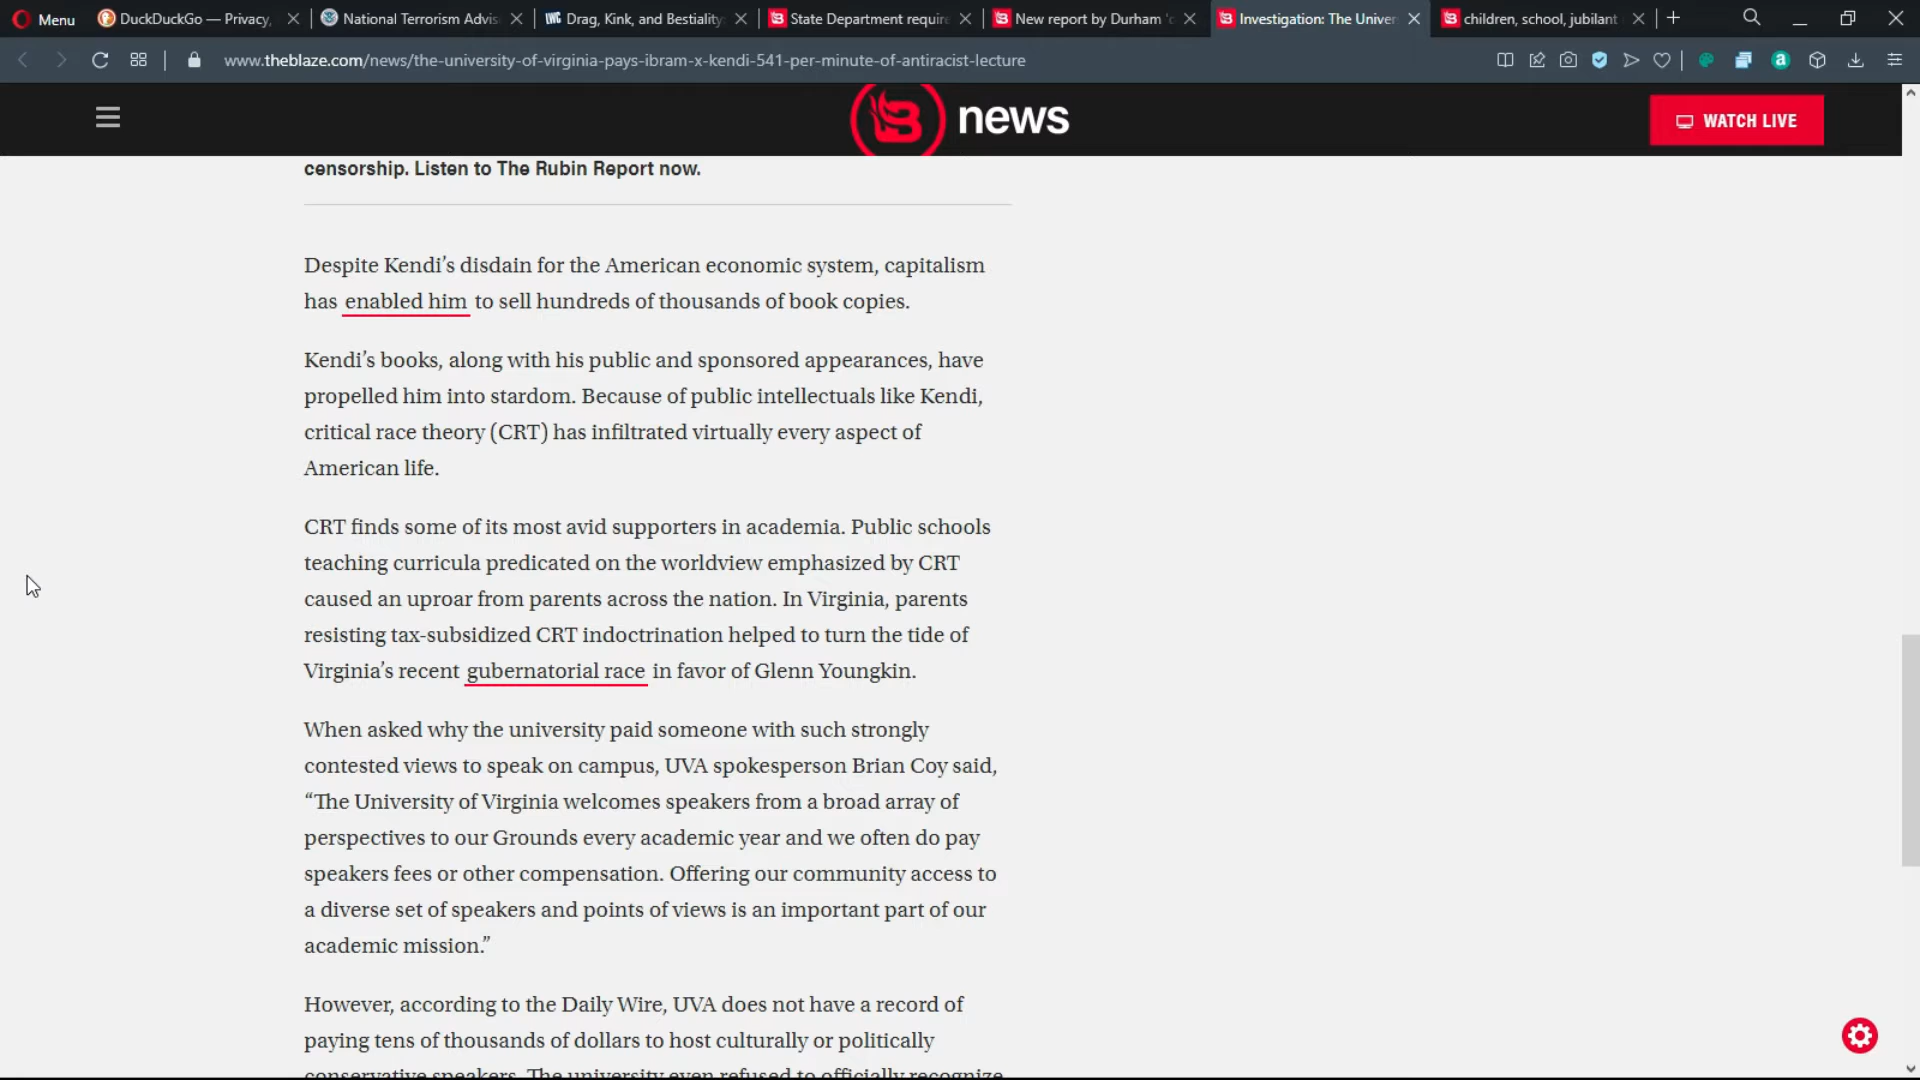 Menu
DuckDuckGo — Privacy,
National Terrorism Advis
Drag, Kink, and Bestiality
State Department require
New report by Durham 'c
Investigation: The Univer
children, school, jubilant
www.theblaze.com/news/the-university-of-virginia-pays-ibram-x-kendi-541-per-minute-of-antiracist-lecture
news
WATCH LIVE
censorship. Listen to The Rubin Report now.
Despite Kendi’s disdain for the American economic system, capitalism
has enabled him to sell hundreds of thousands of book copies.
Kendi’s books, along with his public and sponsored appearances, have
propelled him into stardom. Because of public intellectuals like Kendi,
critical race theory (CRT) has infiltrated virtually every aspect of
American life.
CRT finds some of its most avid supporters in academia. Public schools
teaching curricula predicated on the worldview emphasized by CRT
caused an uproar from parents across the nation. In Virginia, parents
resisting tax-subsidized CRT indoctrination helped to turn the tide of
Virginia’s recent gubernatorial race in favor of Glenn Youngkin.
When asked why the university paid someone with such strongly
contested views to speak on campus, UVA spokesperson Brian Coy said,
“The University of Virginia welcomes speakers from a broad array of
perspectives to our Grounds every academic year and we often do pay
speakers fees or other compensation. Offering our community access to
a diverse set of speakers and points of views is an important part of our
academic mission.”
However, according to the Daily Wire, UVA does not have a record of
paying tens of thousands of dollars to host culturally or politically
conservative speakers. The university even refused to officially recognize